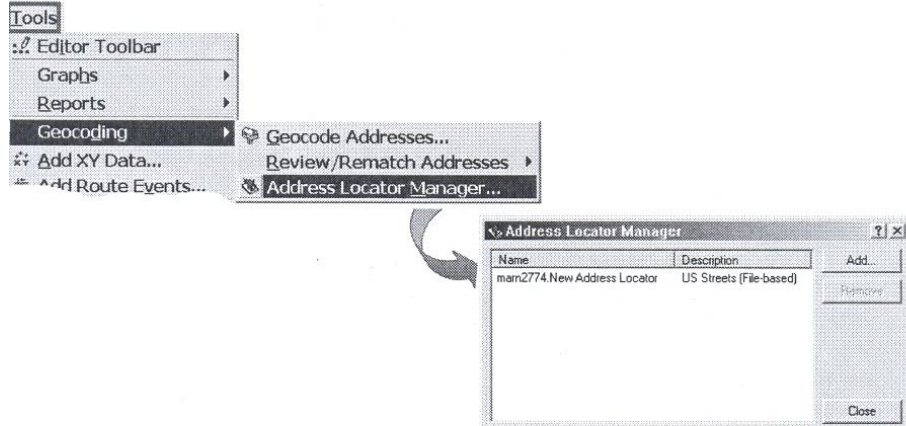 Tools
Editor Toolbar
Graphs
Reports
Geocoding
Add XY Data...
Add Route Events...
Geocode Addresses...
Review/Rematch Addresses
Address Locator Manager...
Address Locator Manager
Name Description
marn2774.New Address Locator US Streets (File-based)
Add...
Remove
Close